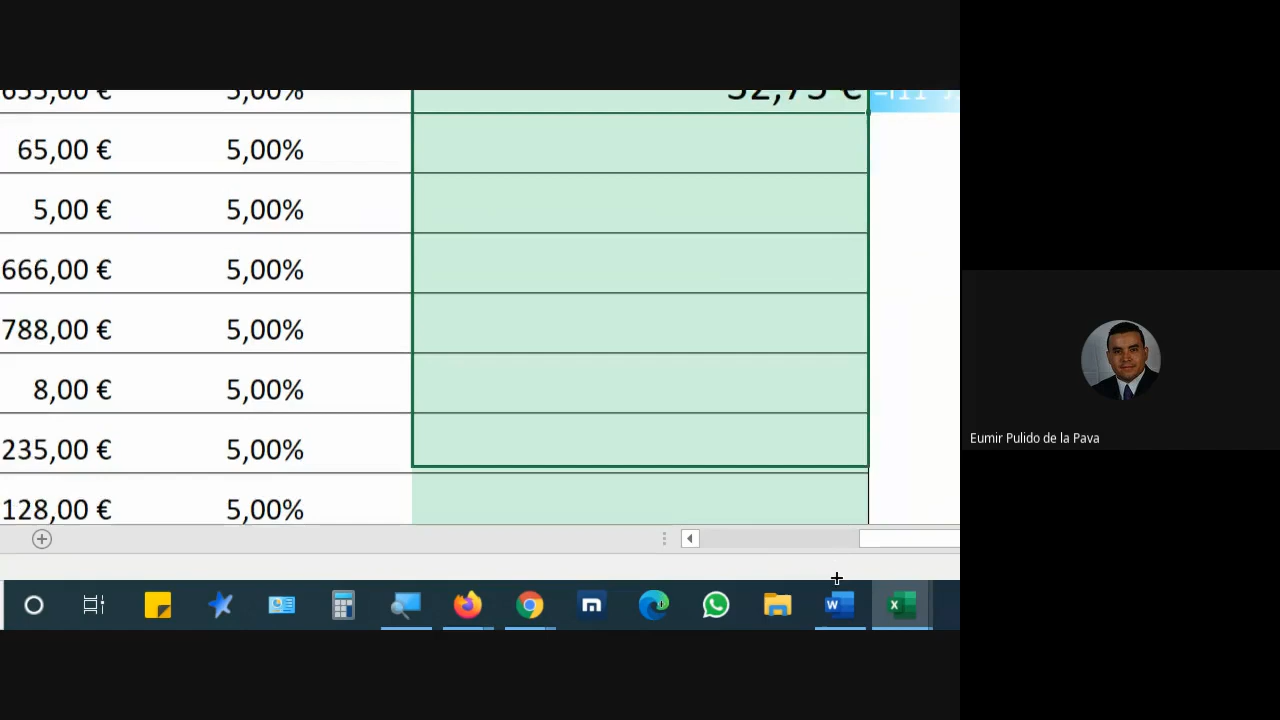 65,00 € 5,00%
5,00 € 5,00%
666,00 € 5,00%
788,00 € 5,00%
8,00 € 5,00%
235,00 € 5,00%
128,00 € 5,00%
Eumir Pulido de la Pava